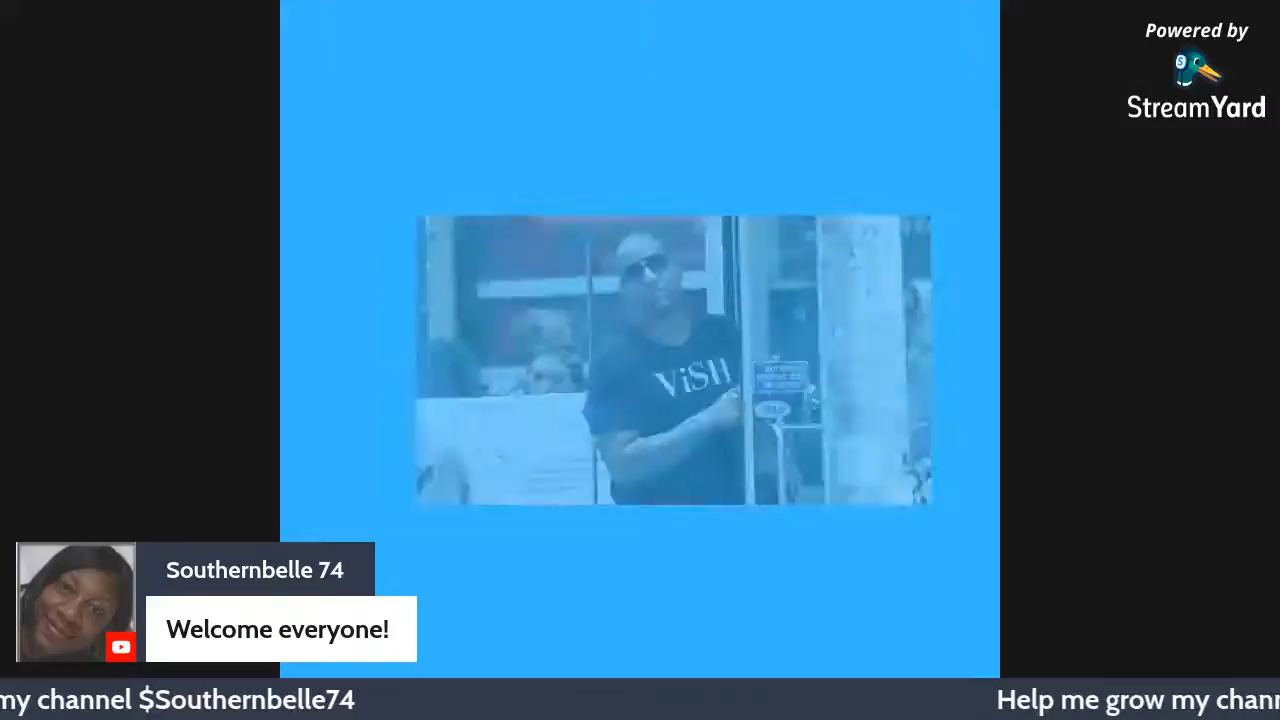 Powered by
StreamYard
ViSH
Southernbelle 74
Welcome everyone!
my channel $Southernbelle74
Help me grow my chann